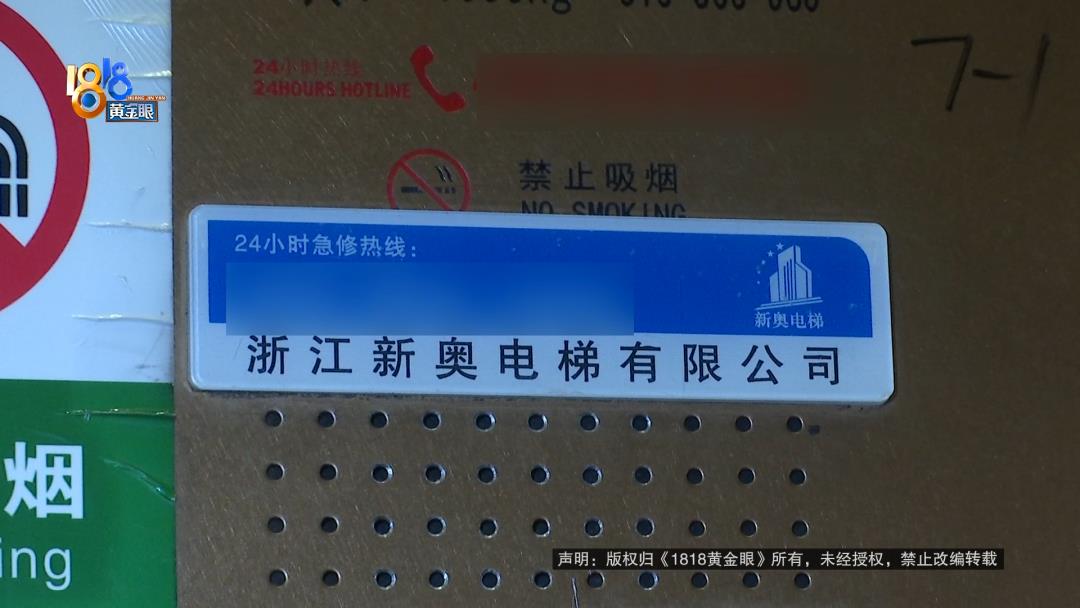 24小时热线
24HOURS HOTLINE
1818
HUANG JIN YAN
黄金眼
7-1
禁止吸烟
NO SMOKING
24小时急修热线:
新奥电梯
浙江新奥电梯有限公司
烟
ing
声明：版权归《1818黄金眼》所有，未经授权，禁止改编转载